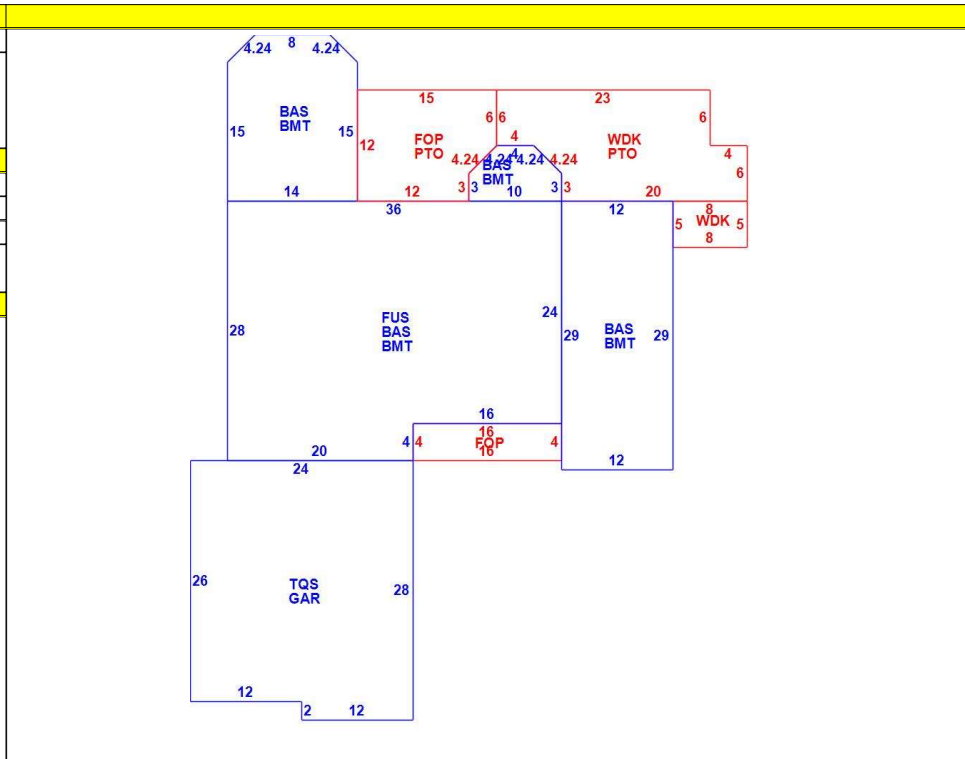 4.24 8 4.24
15 BAS 15
BMT
14
15
6
12 FOP
PTO
4.24
3
12
6 23 6
4
WDK
PTO
4
6
4.24
3
20
4.24 4 4.24
BAS
3 BMT 3
10
36
12
8
5 WDK 5
8
28 FUS 24
BAS
BMT
29 BAS 29
BMT
12
16
16
4 4 FOP 4
16
20
24
26 TQS 28
GAR
12
2 12